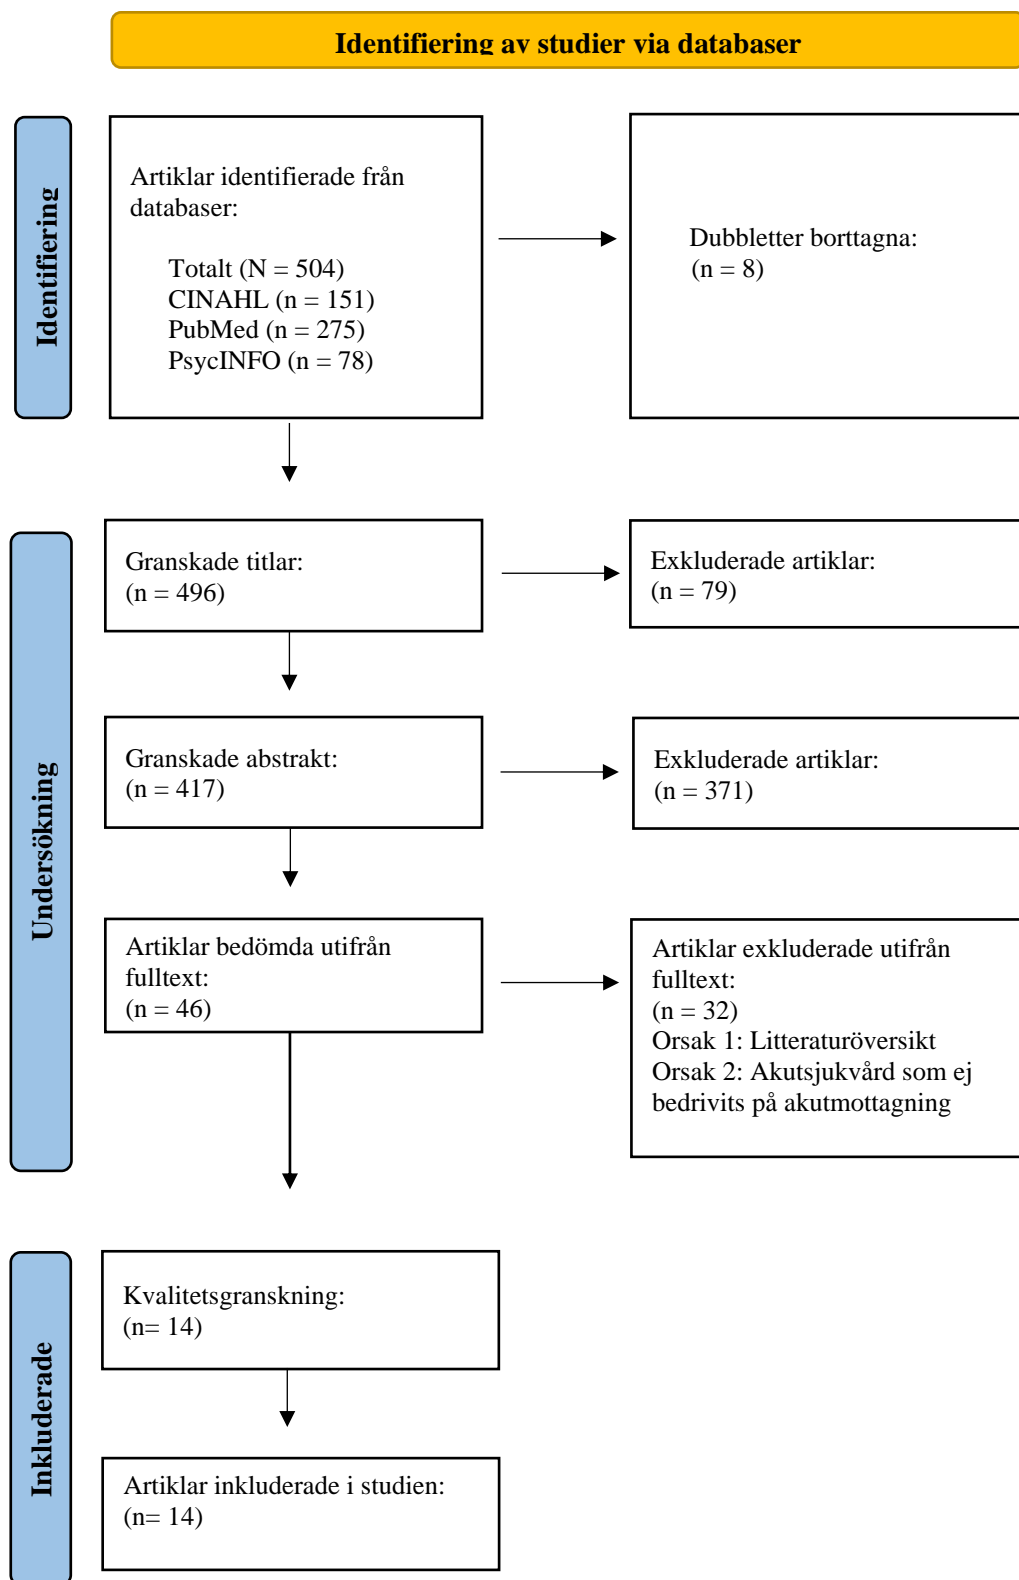 Identifiering av studier via databaser
Identifiering
Artiklar identifierade från
databaser:
Totalt (N = 504)
CINAHL (n = 151)
PubMed (n = 275)
PsycINFO (n = 78)
Dubbletter borttagna:
(n = 8)
Undersökning
Granskade titlar:
(n = 496)
Exkluderade artiklar:
(n = 79)
Granskade abstrakt:
(n = 417)
Exkluderade artiklar:
(n = 371)
Artiklar bedömda utifrån
fulltext:
(n = 46)
Artiklar exkluderade utifrån
fulltext:
(n = 32)
Orsak 1: Litteraturöversikt
Orsak 2: Akutsjukvård som ej
bedrivits på akutmottagning
Inkluderade
Kvalitetsgranskning:
(n= 14)
Artiklar inkluderade i studien:
(n= 14)